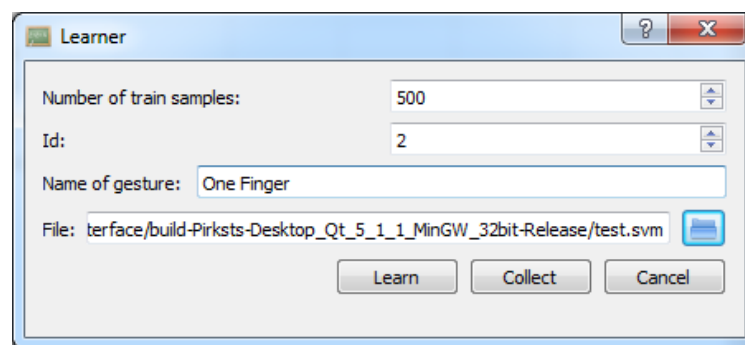 Learner
Number of train samples: 500
Id: 2
Name of gesture: One Finger
File: terface/build-Pirksts-Desktop_Qt_5_1_1_MinGW_32bit-Release/test.svm
Learn Collect Cancel